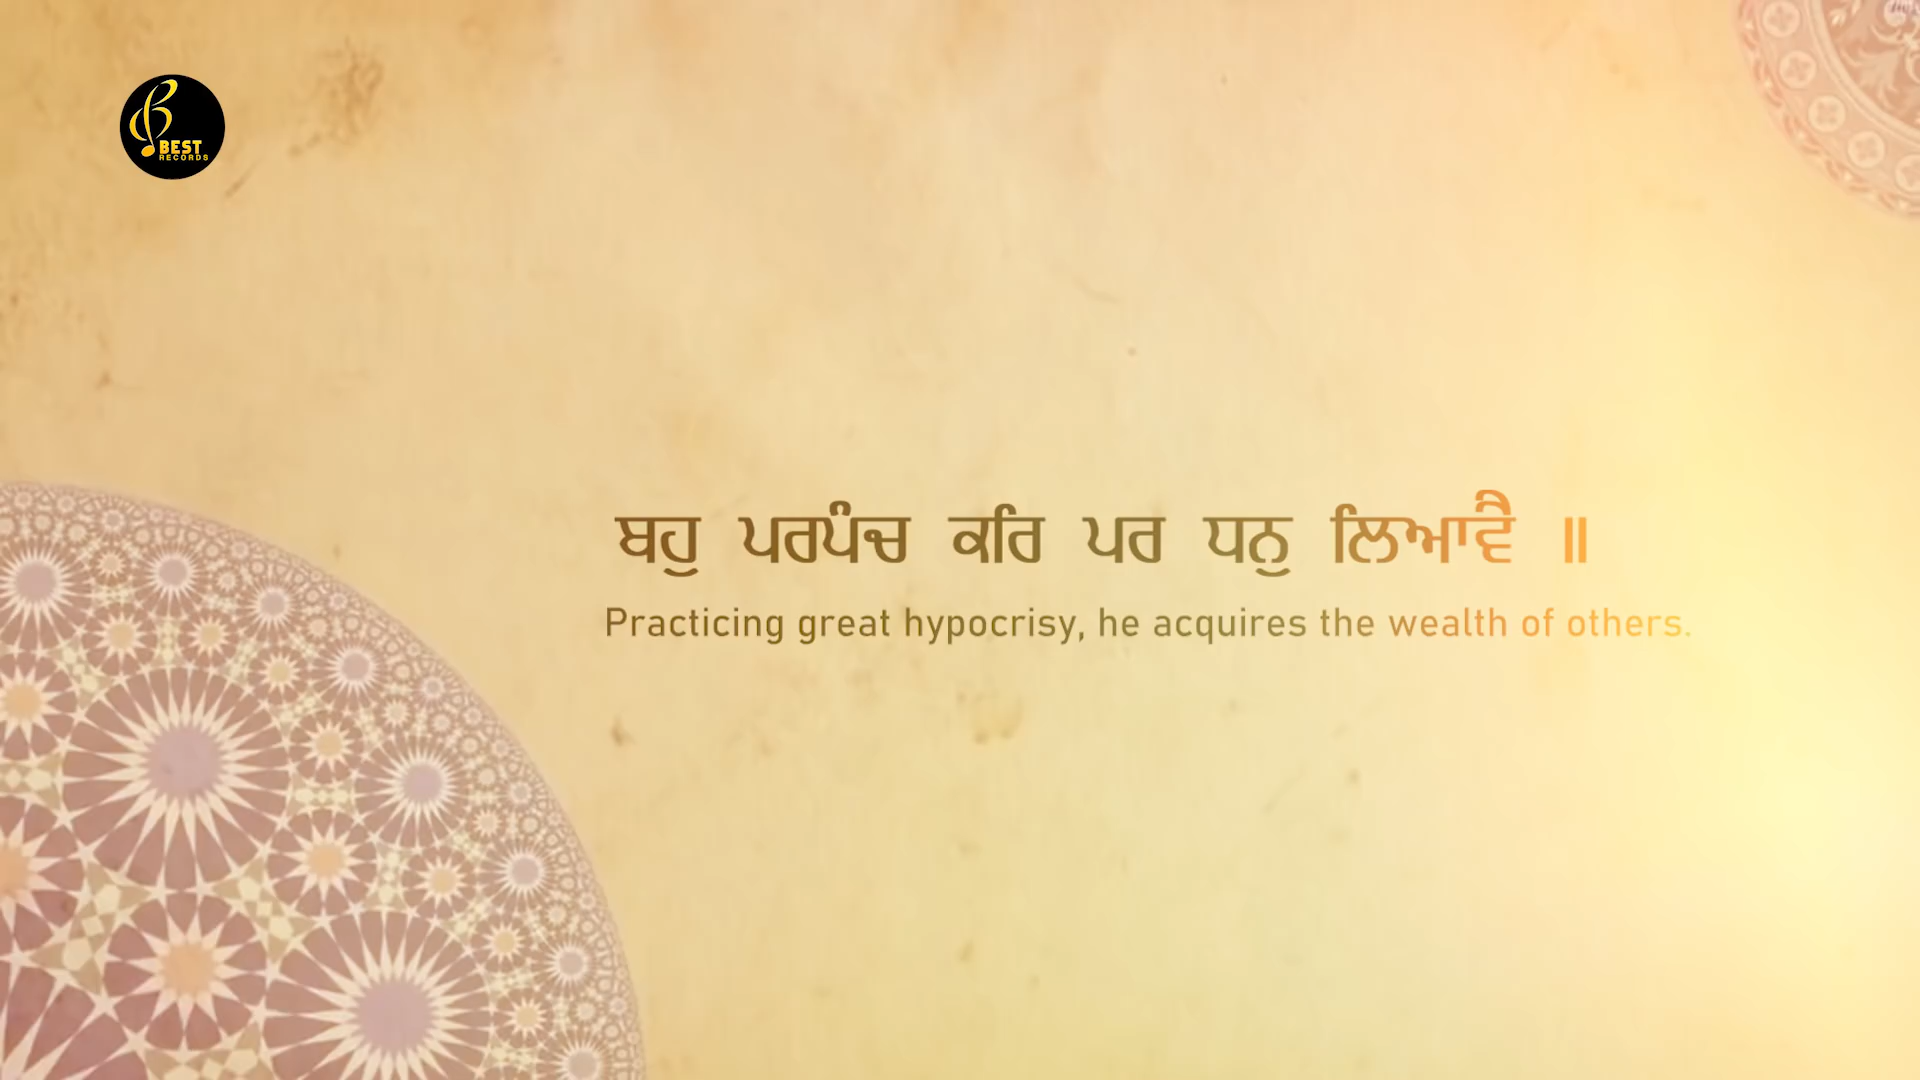 BEST
RECORDS
ਬਹੁ ਪਰਪੰਚ ਕਰਿ ਪਰ ਧਨੁ ਲਿਆਵੈ ॥
Practicing great hypocrisy, he acquires the wealth of others.